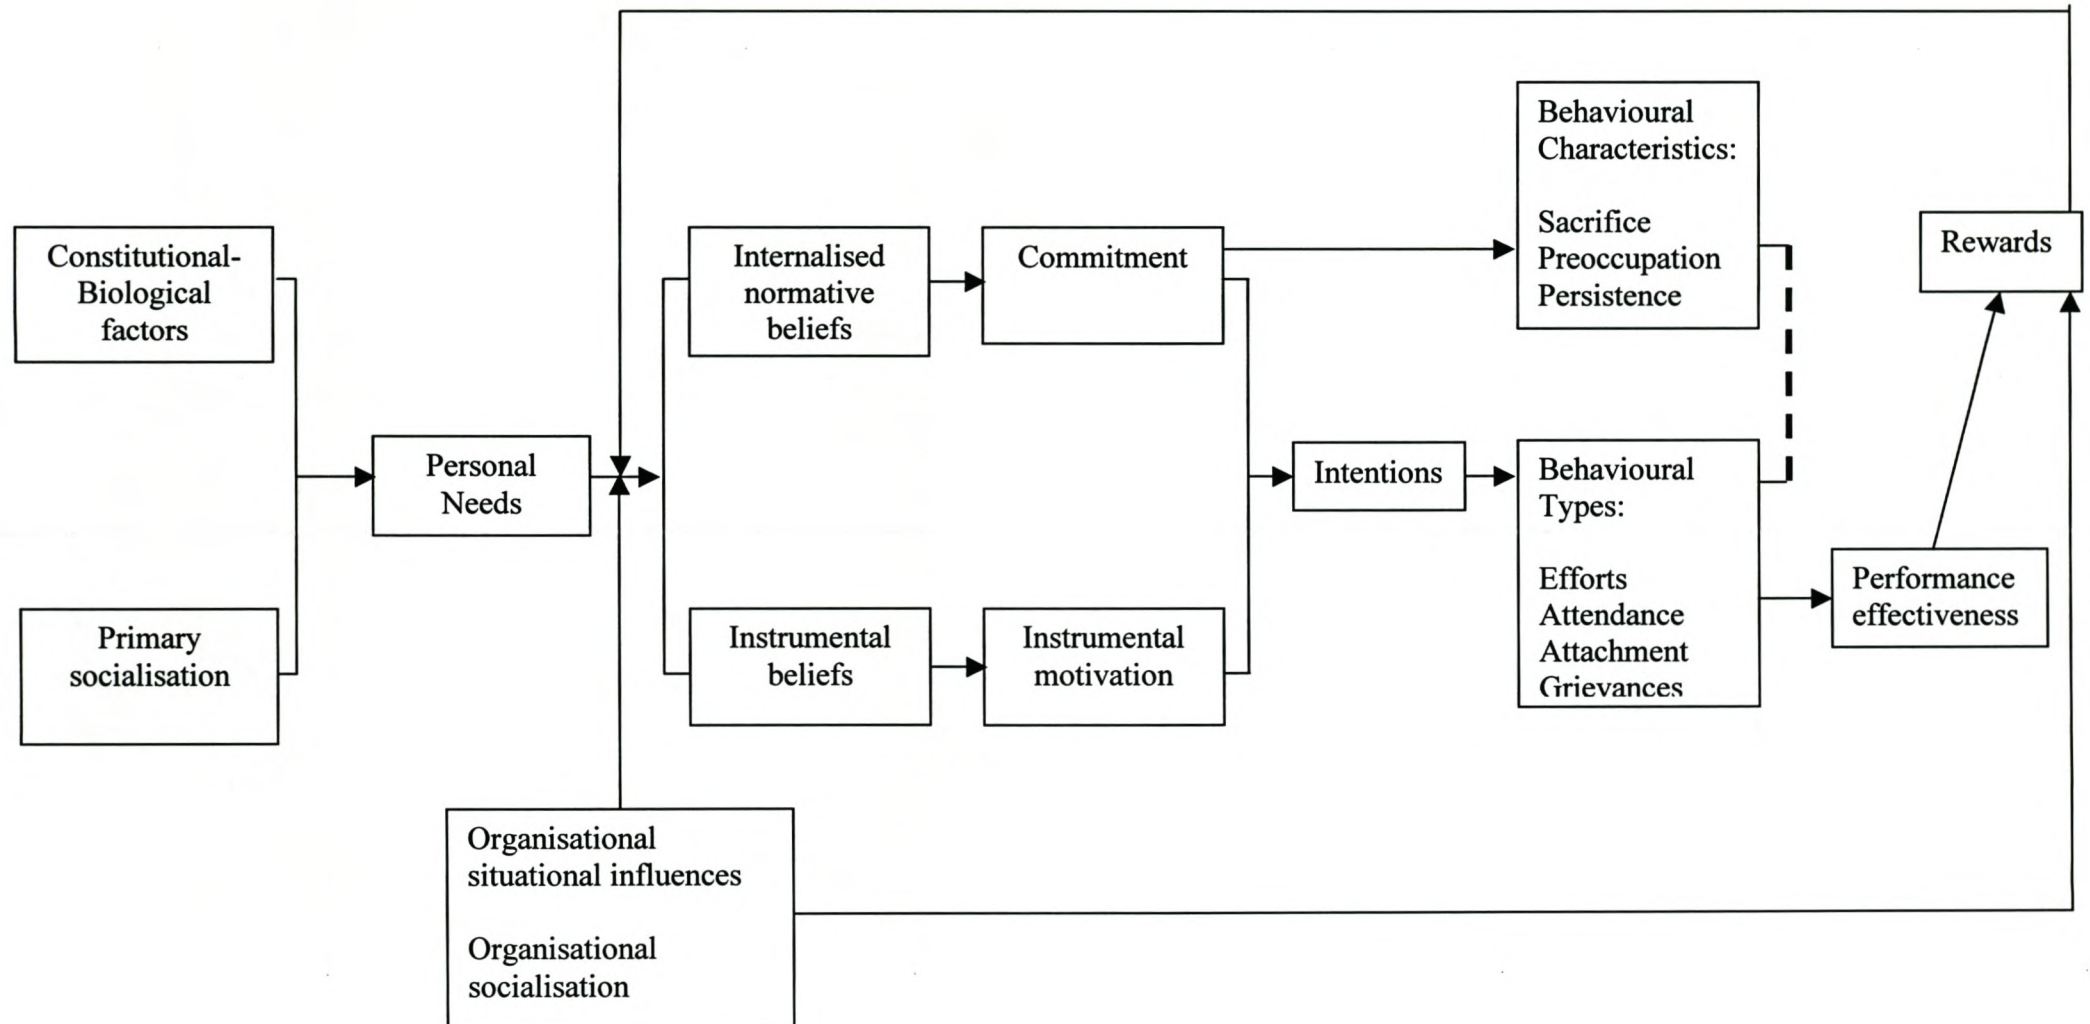 Constitutional-
Biological
factors
Primary
socialisation
Personal
Needs
Internalised
normative
beliefs
Commitment
Instrumental
beliefs
Instrumental
motivation
Organisational
situational influences
Organisational
socialisation
Intentions
Behavioural
Characteristics:
Sacrifice
Preoccupation
Persistence
Behavioural
Types:
Efforts
Attendance
Attachment
Grievances
Performance
effectiveness
Rewards